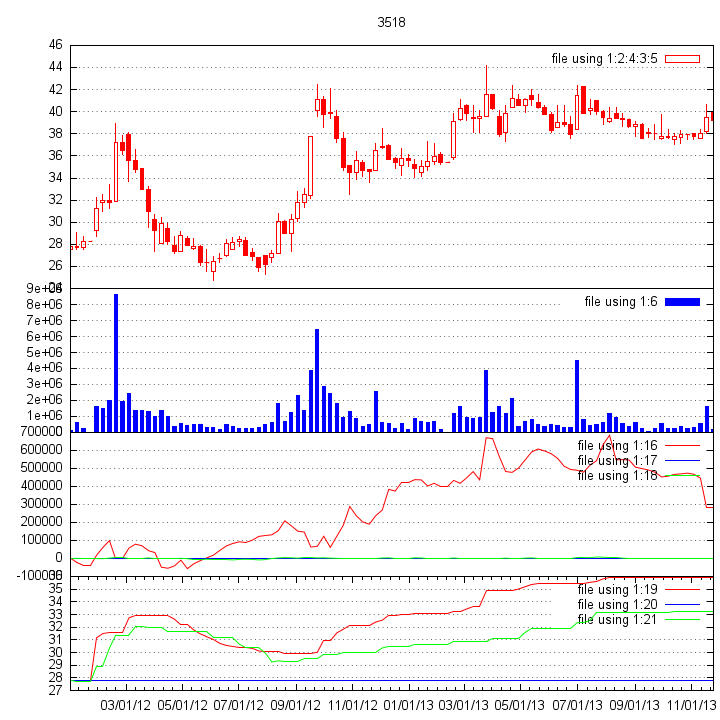 3518
46
file using 1:2:4:3:5
44
42
40
38
36
34
32
30
28
26
24
9e+06
file using 1:6
8e+06
7e+06
6e+06
5e+06
4e+06
3e+06
2e+06
1e+06
700000
file using 1:16
600000
file using 1:17
500000
file using 1:18
400000
300000
200000
100000
0
-100000
36
35
file using 1:19
34
file using 1:20
33
file using 1:21
32
31
30
29
28
27
03/01/12 05/01/12 07/01/12 09/01/12 11/01/12 01/01/13 03/01/13 05/01/13 07/01/13 09/01/13 11/01/13